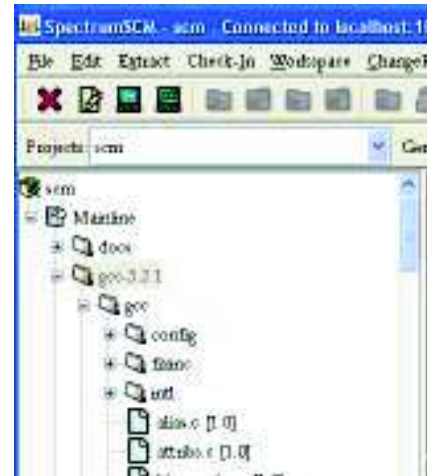 SpectrumSCM - scm Connected to localhost: 1
File Edit Extract Check-In Workspace
Projects: scm
scm
Mainline
docs
gcc-3.2.1
gcc
config
fixinc
intl
alias.c [1.0]
attribs.c [1.0]